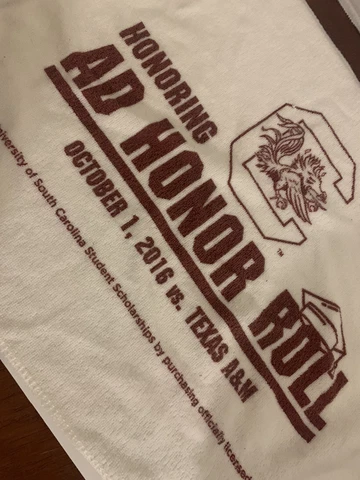 HONORING
AD HONOR ROLL
OCTOBER 1, 2016 vs. TEXAS A&M
University of South Carolina Student Scholarships by purchasing officially licensed
TM